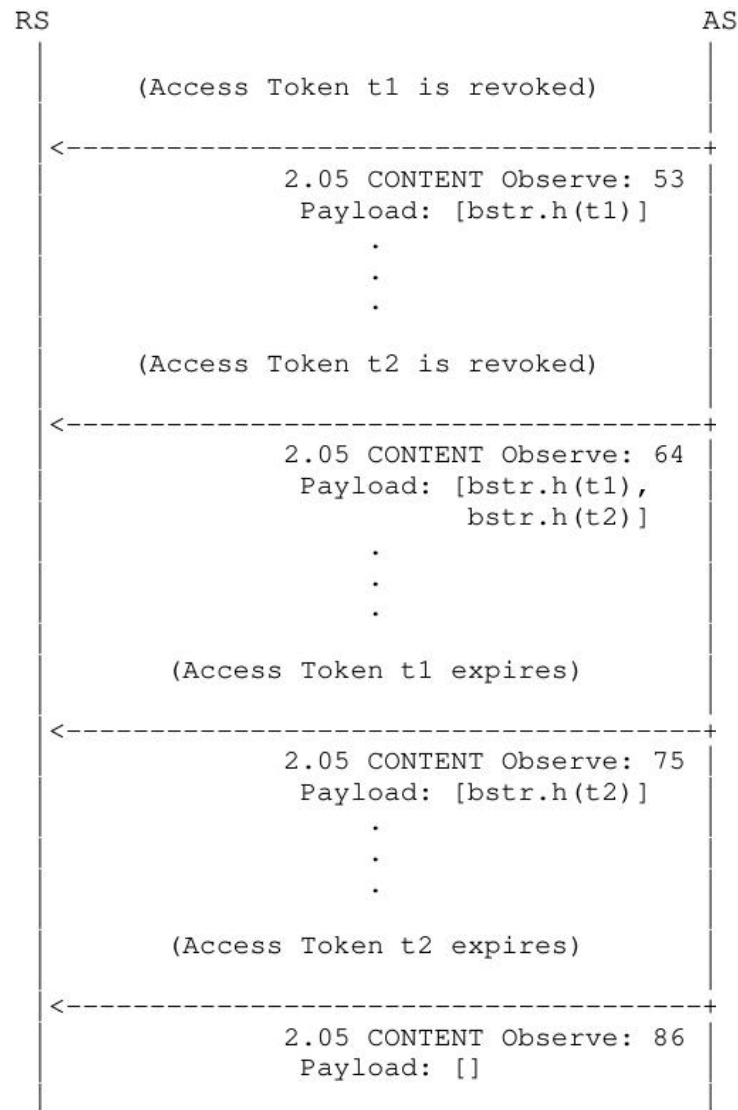 RS AS
(Access Token t1 is revoked)
<---------------------------------------+
2.05 CONTENT Observe: 53
Payload: [bstr.h(t1)]
.
.
.
(Access Token t2 is revoked)
<---------------------------------------+
2.05 CONTENT Observe: 64
Payload: [bstr.h(t1),
bstr.h(t2)]
.
.
.
(Access Token t1 expires)
<---------------------------------------+
2.05 CONTENT Observe: 75
Payload: [bstr.h(t2)]
.
.
.
(Access Token t2 expires)
<---------------------------------------+
2.05 CONTENT Observe: 86
Payload: []